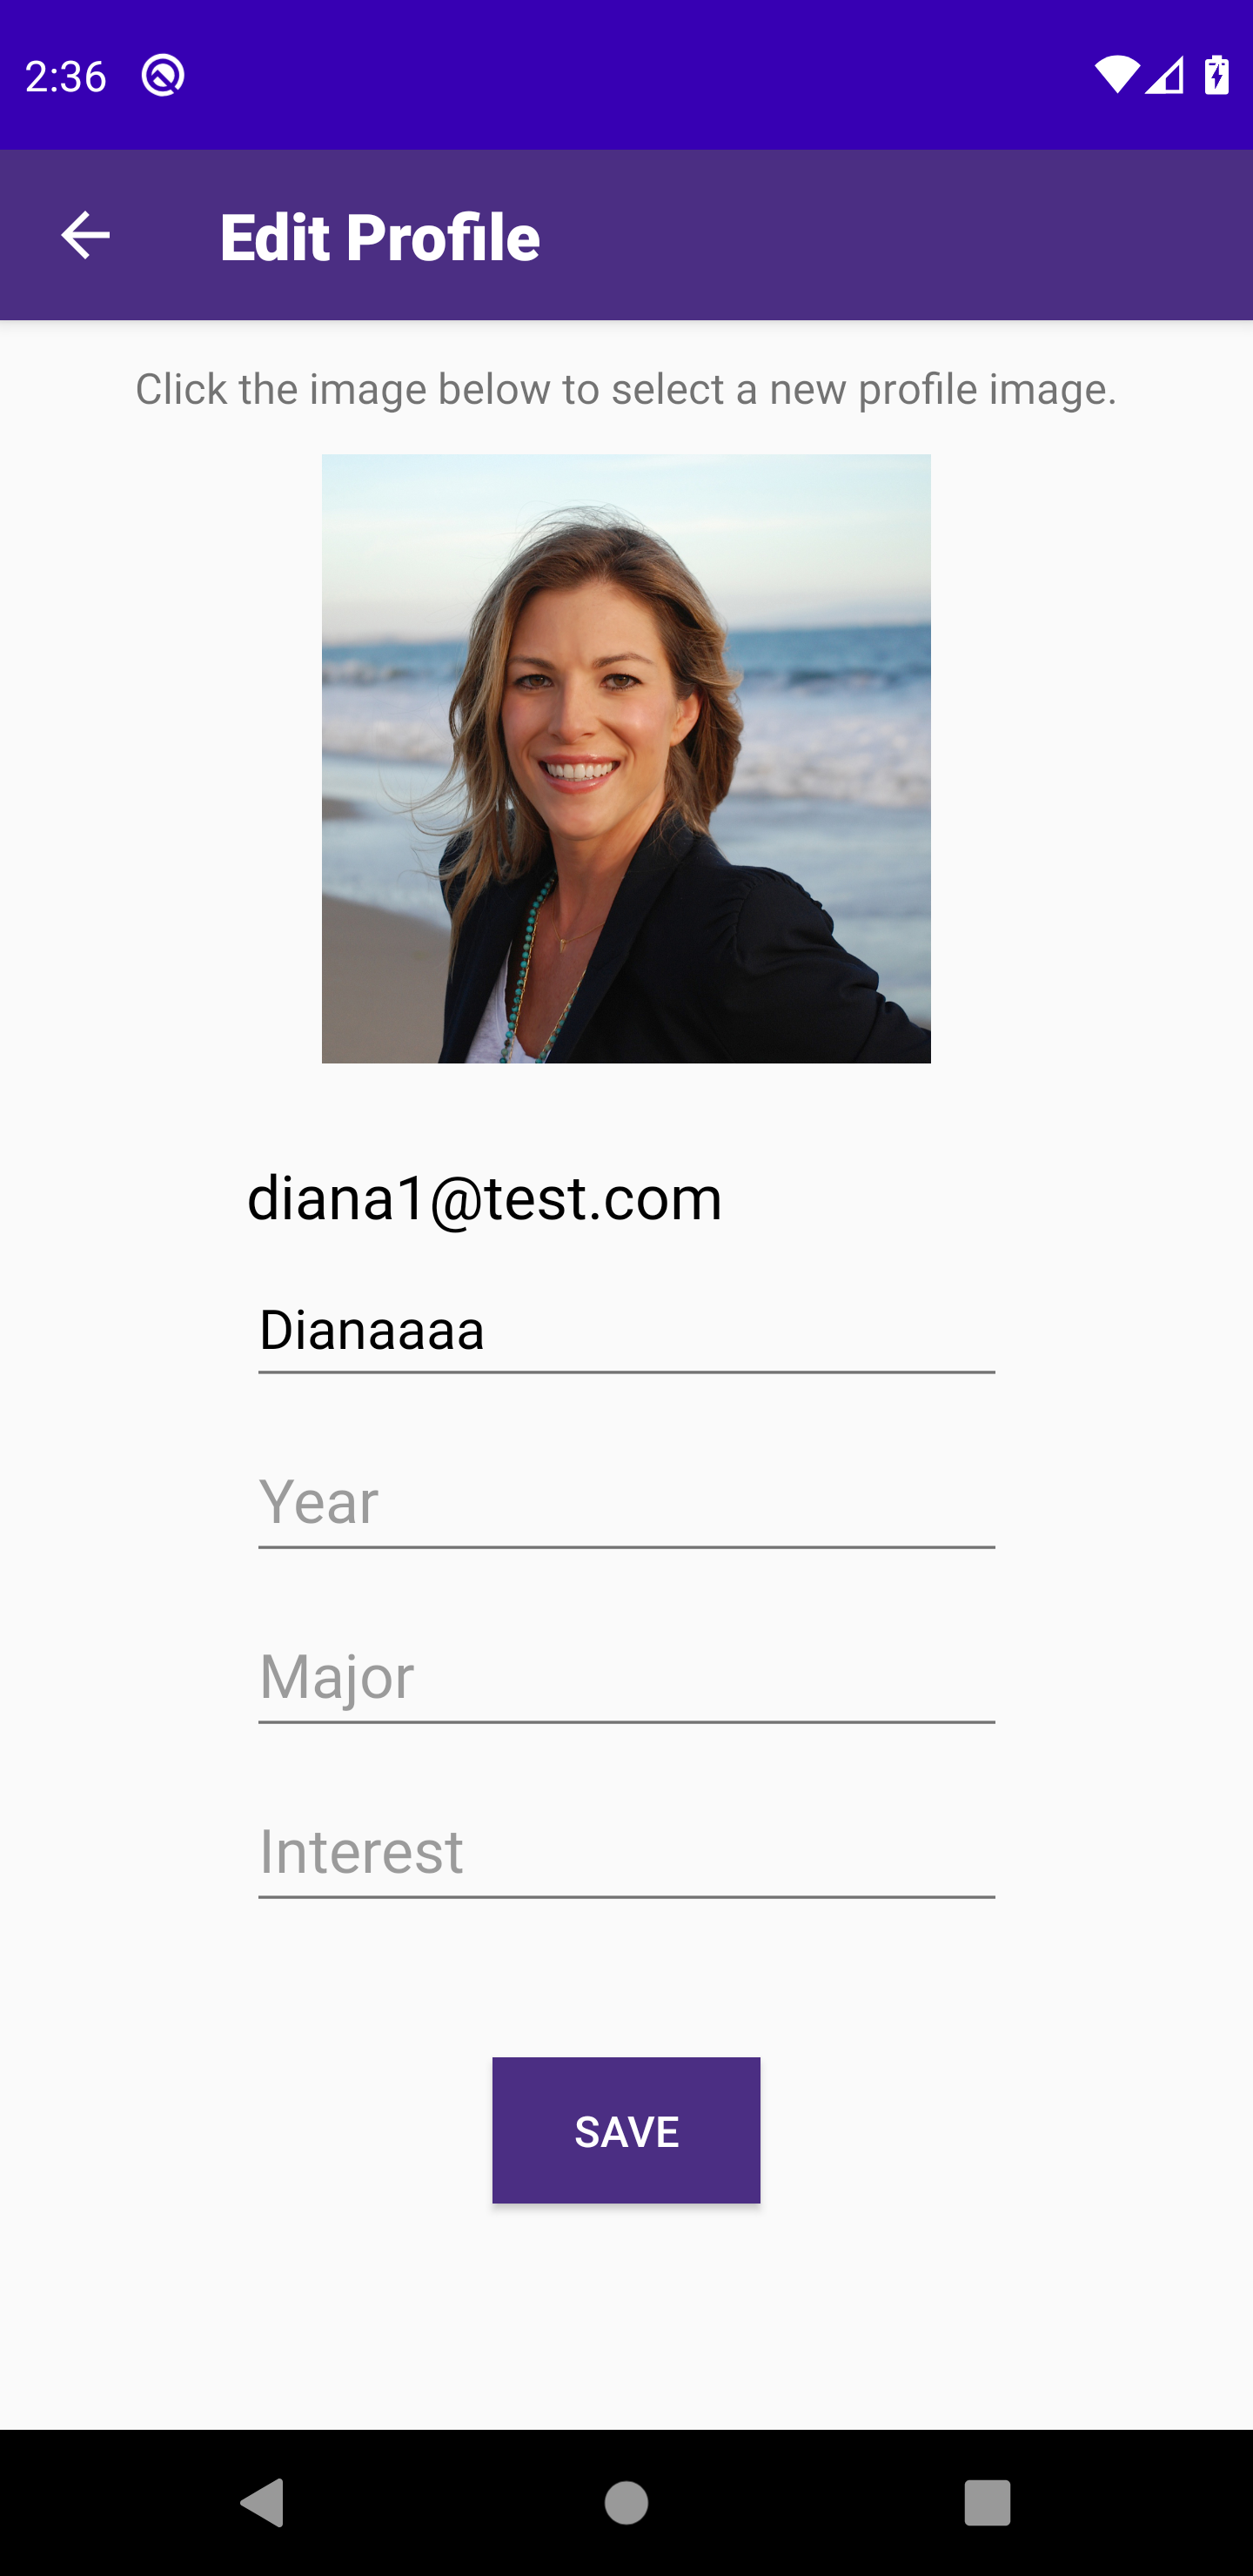 2:36
Edit Profile
Click the image below to select a new profile image.
diana1@test.com
Dianaaaa
Year
Major
Interest
SAVE